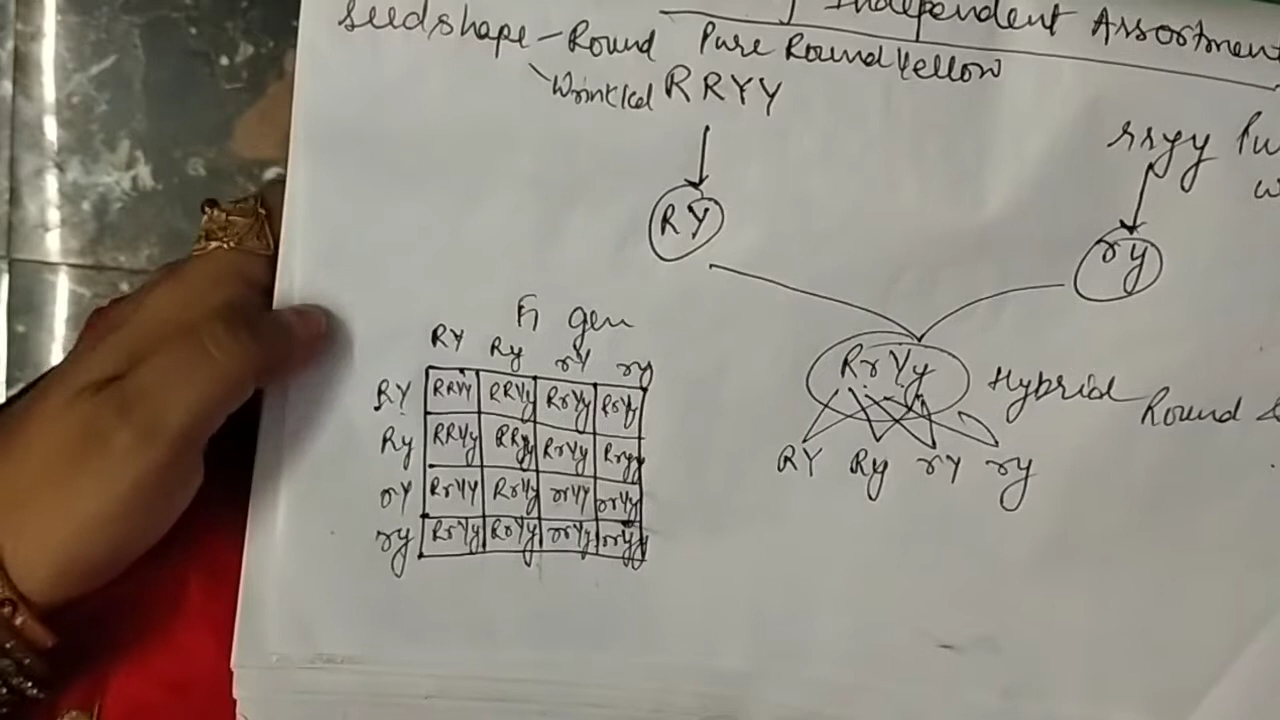 Independent Assortment
Seed shape - Round Pure Round Yellow
Wrinkled RRYY
rryy
RY
ry
F1 gen
RY Ry rY ry
RY RRYY RRYy RrYy RrYy
Ry RRYy RRyy RrYy Rryy
rY RrYY RrYy rrYY rrYy
ry RrYy RrYy rrYy rryy
RrYy Hybrid Round &
RY Ry rY ry